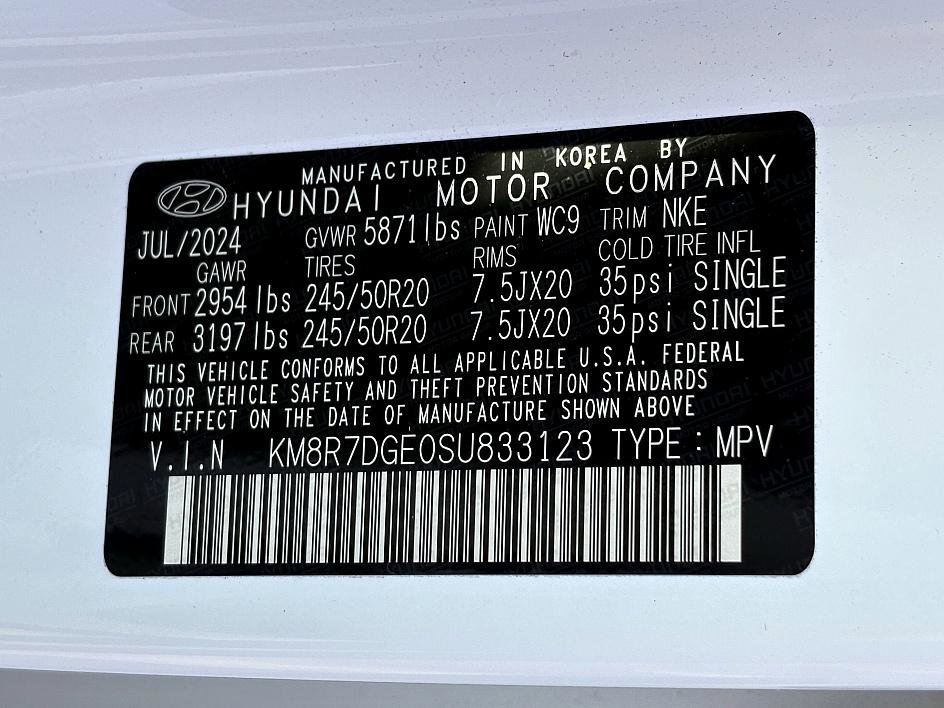 MANUFACTURED IN KOREA BY
HYUNDAI MOTOR COMPANY
JUL/2024 GVWR 5871lbs PAINT WC9 TRIM NKE
GAWR TIRES RIMS COLD TIRE INFL
FRONT 2954lbs 245/50R20 7.5JX20 35psi SINGLE
REAR 3197lbs 245/50R20 7.5JX20 35psi SINGLE
THIS VEHICLE CONFORMS TO ALL APPLICABLE U.S.A. FEDERAL
MOTOR VEHICLE SAFETY AND THEFT PREVENTION STANDARDS
IN EFFECT ON THE DATE OF MANUFACTURE SHOWN ABOVE
V.I.N KM8R7DGE0SU833123 TYPE : MPV